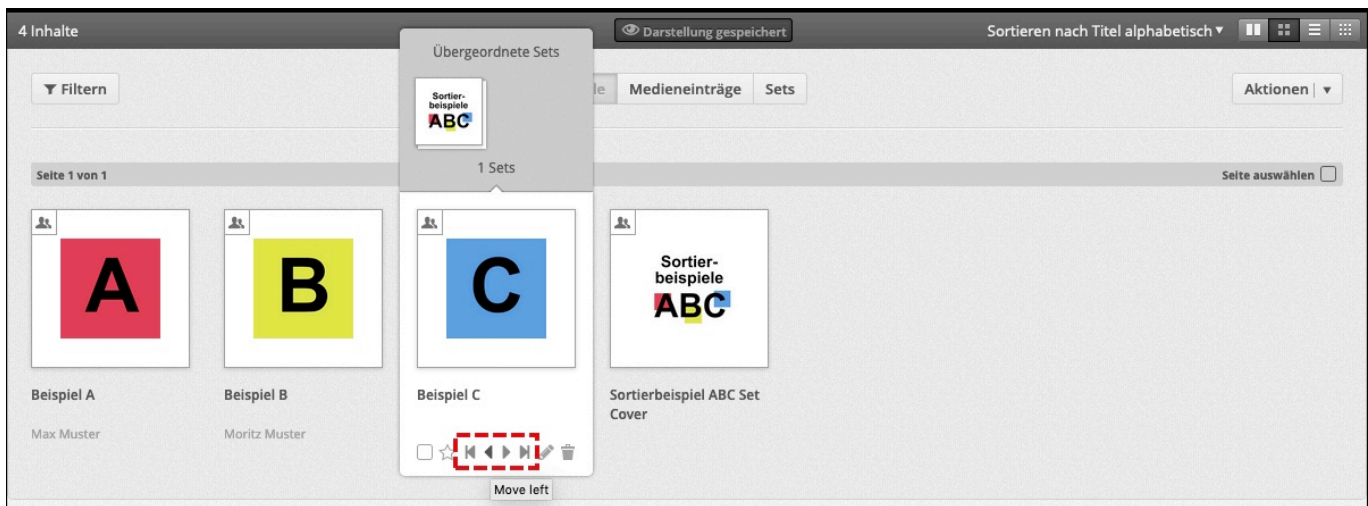 4 Inhalte
Darstellung gespeichert
Sortieren nach Titel alphabetisch
Übergeordnete Sets
Filtern
le Medieneinträge Sets
Aktionen
Sortier-
beispiele
ABC
1 Sets
Seite 1 von 1
Seite auswählen
A
B
C
Sortier-
beispiele
ABC
Beispiel A
Beispiel B
Beispiel C
Sortierbeispiel ABC Set
Cover
Max Muster
Moritz Muster
Move left